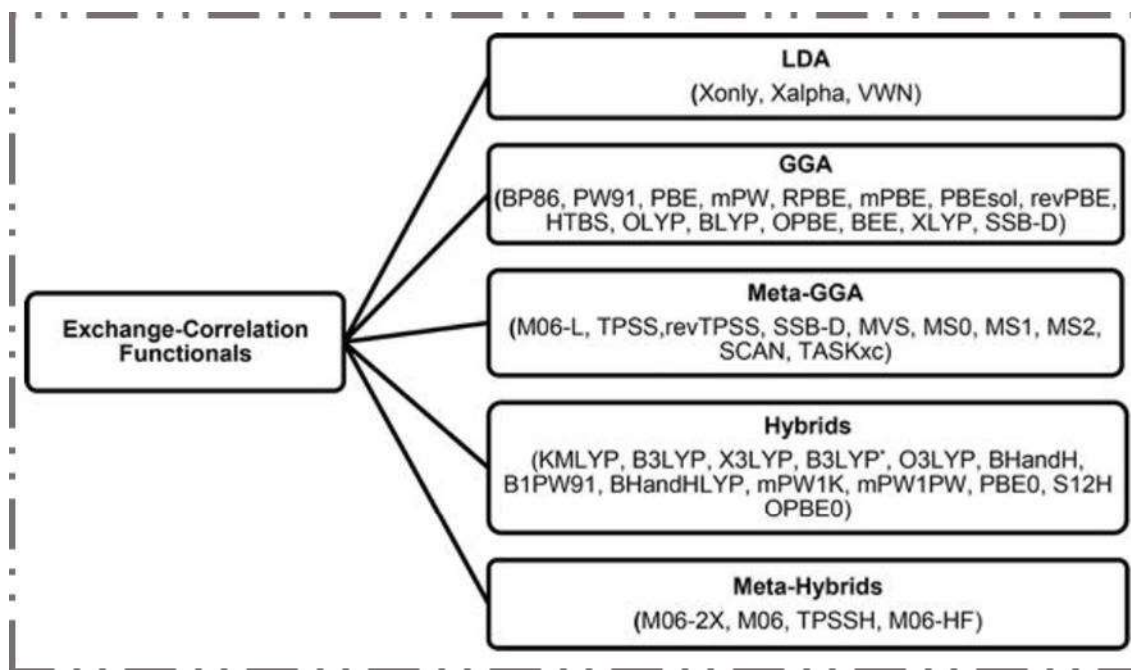 LDA
(Xonly, Xalpha, VWN)
GGA
(BP86, PW91, PBE, mPW, RPBE, mPBE, PBEsol, revPBE,
HTBS, OLYP, BLYP, OPBE, BEE, XLYP, SSB-D)
Exchange-Correlation
Functionals
Meta-GGA
(M06-L, TPSS,revTPSS, SSB-D, MVS, MS0, MS1, MS2,
SCAN, TASKxc)
Hybrids
(KMLYP, B3LYP, X3LYP, B3LYP*, O3LYP, BHandH,
B1PW91, BHandHLYP, mPW1K, mPW1PW, PBE0, S12H
OPBE0)
Meta-Hybrids
(M06-2X, M06, TPSSH, M06-HF)